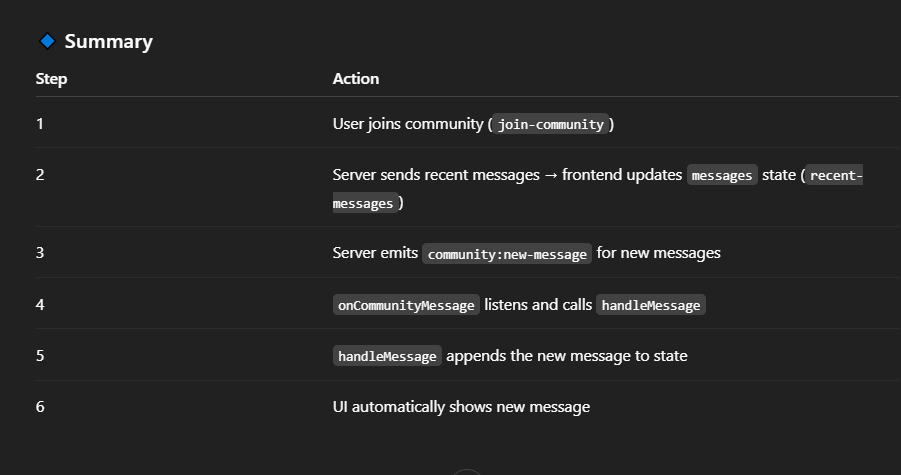 Summary
Step Action
1 User joins community (join-community)
2 Server sends recent messages → frontend updates messages state (recent-
messages)
3 Server emits community:new-message for new messages
4 onCommunityMessage listens and calls handleMessage
5 handleMessage appends the new message to state
6 UI automatically shows new message